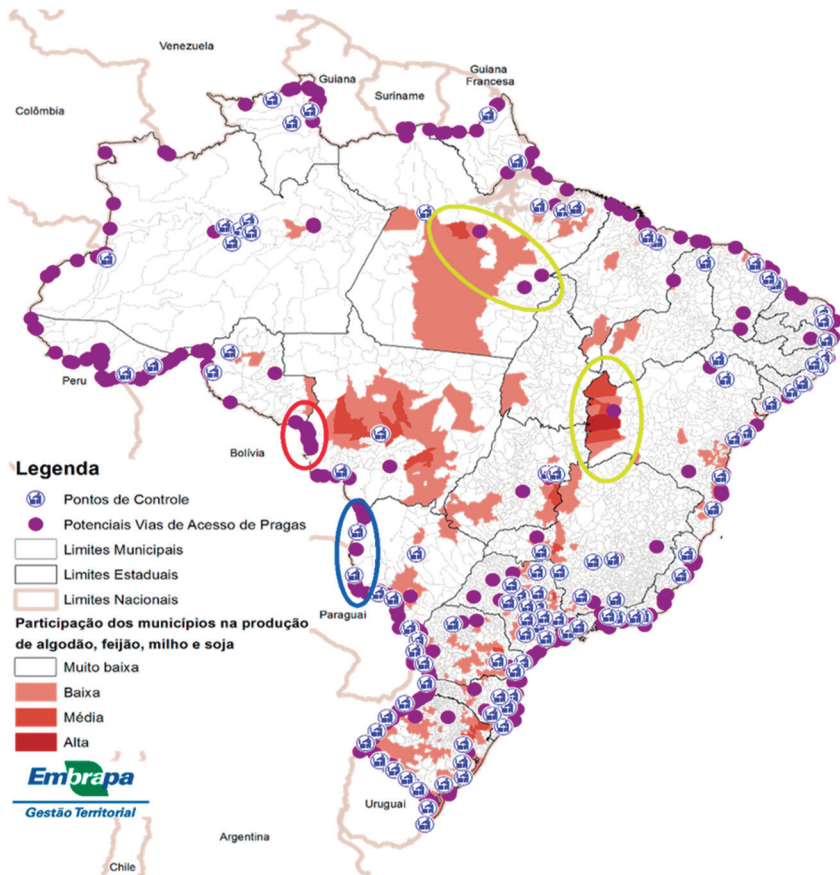 Venezuela
Guiana
Guiana
Francesa
Suriname
Colômbia
Peru
Bolívia
Legenda
Pontos de Controle
Potenciais Vias de Acesso de Pragas
Limites Municipais
Limites Estaduais
Limites Nacionais
Paraguai
Participação dos municípios na produção
de algodão, feijão, milho e soja
Muito baixa
Baixa
Média
Alta
Embrapa
Gestão Territorial
Uruguai
Argentina
Chile